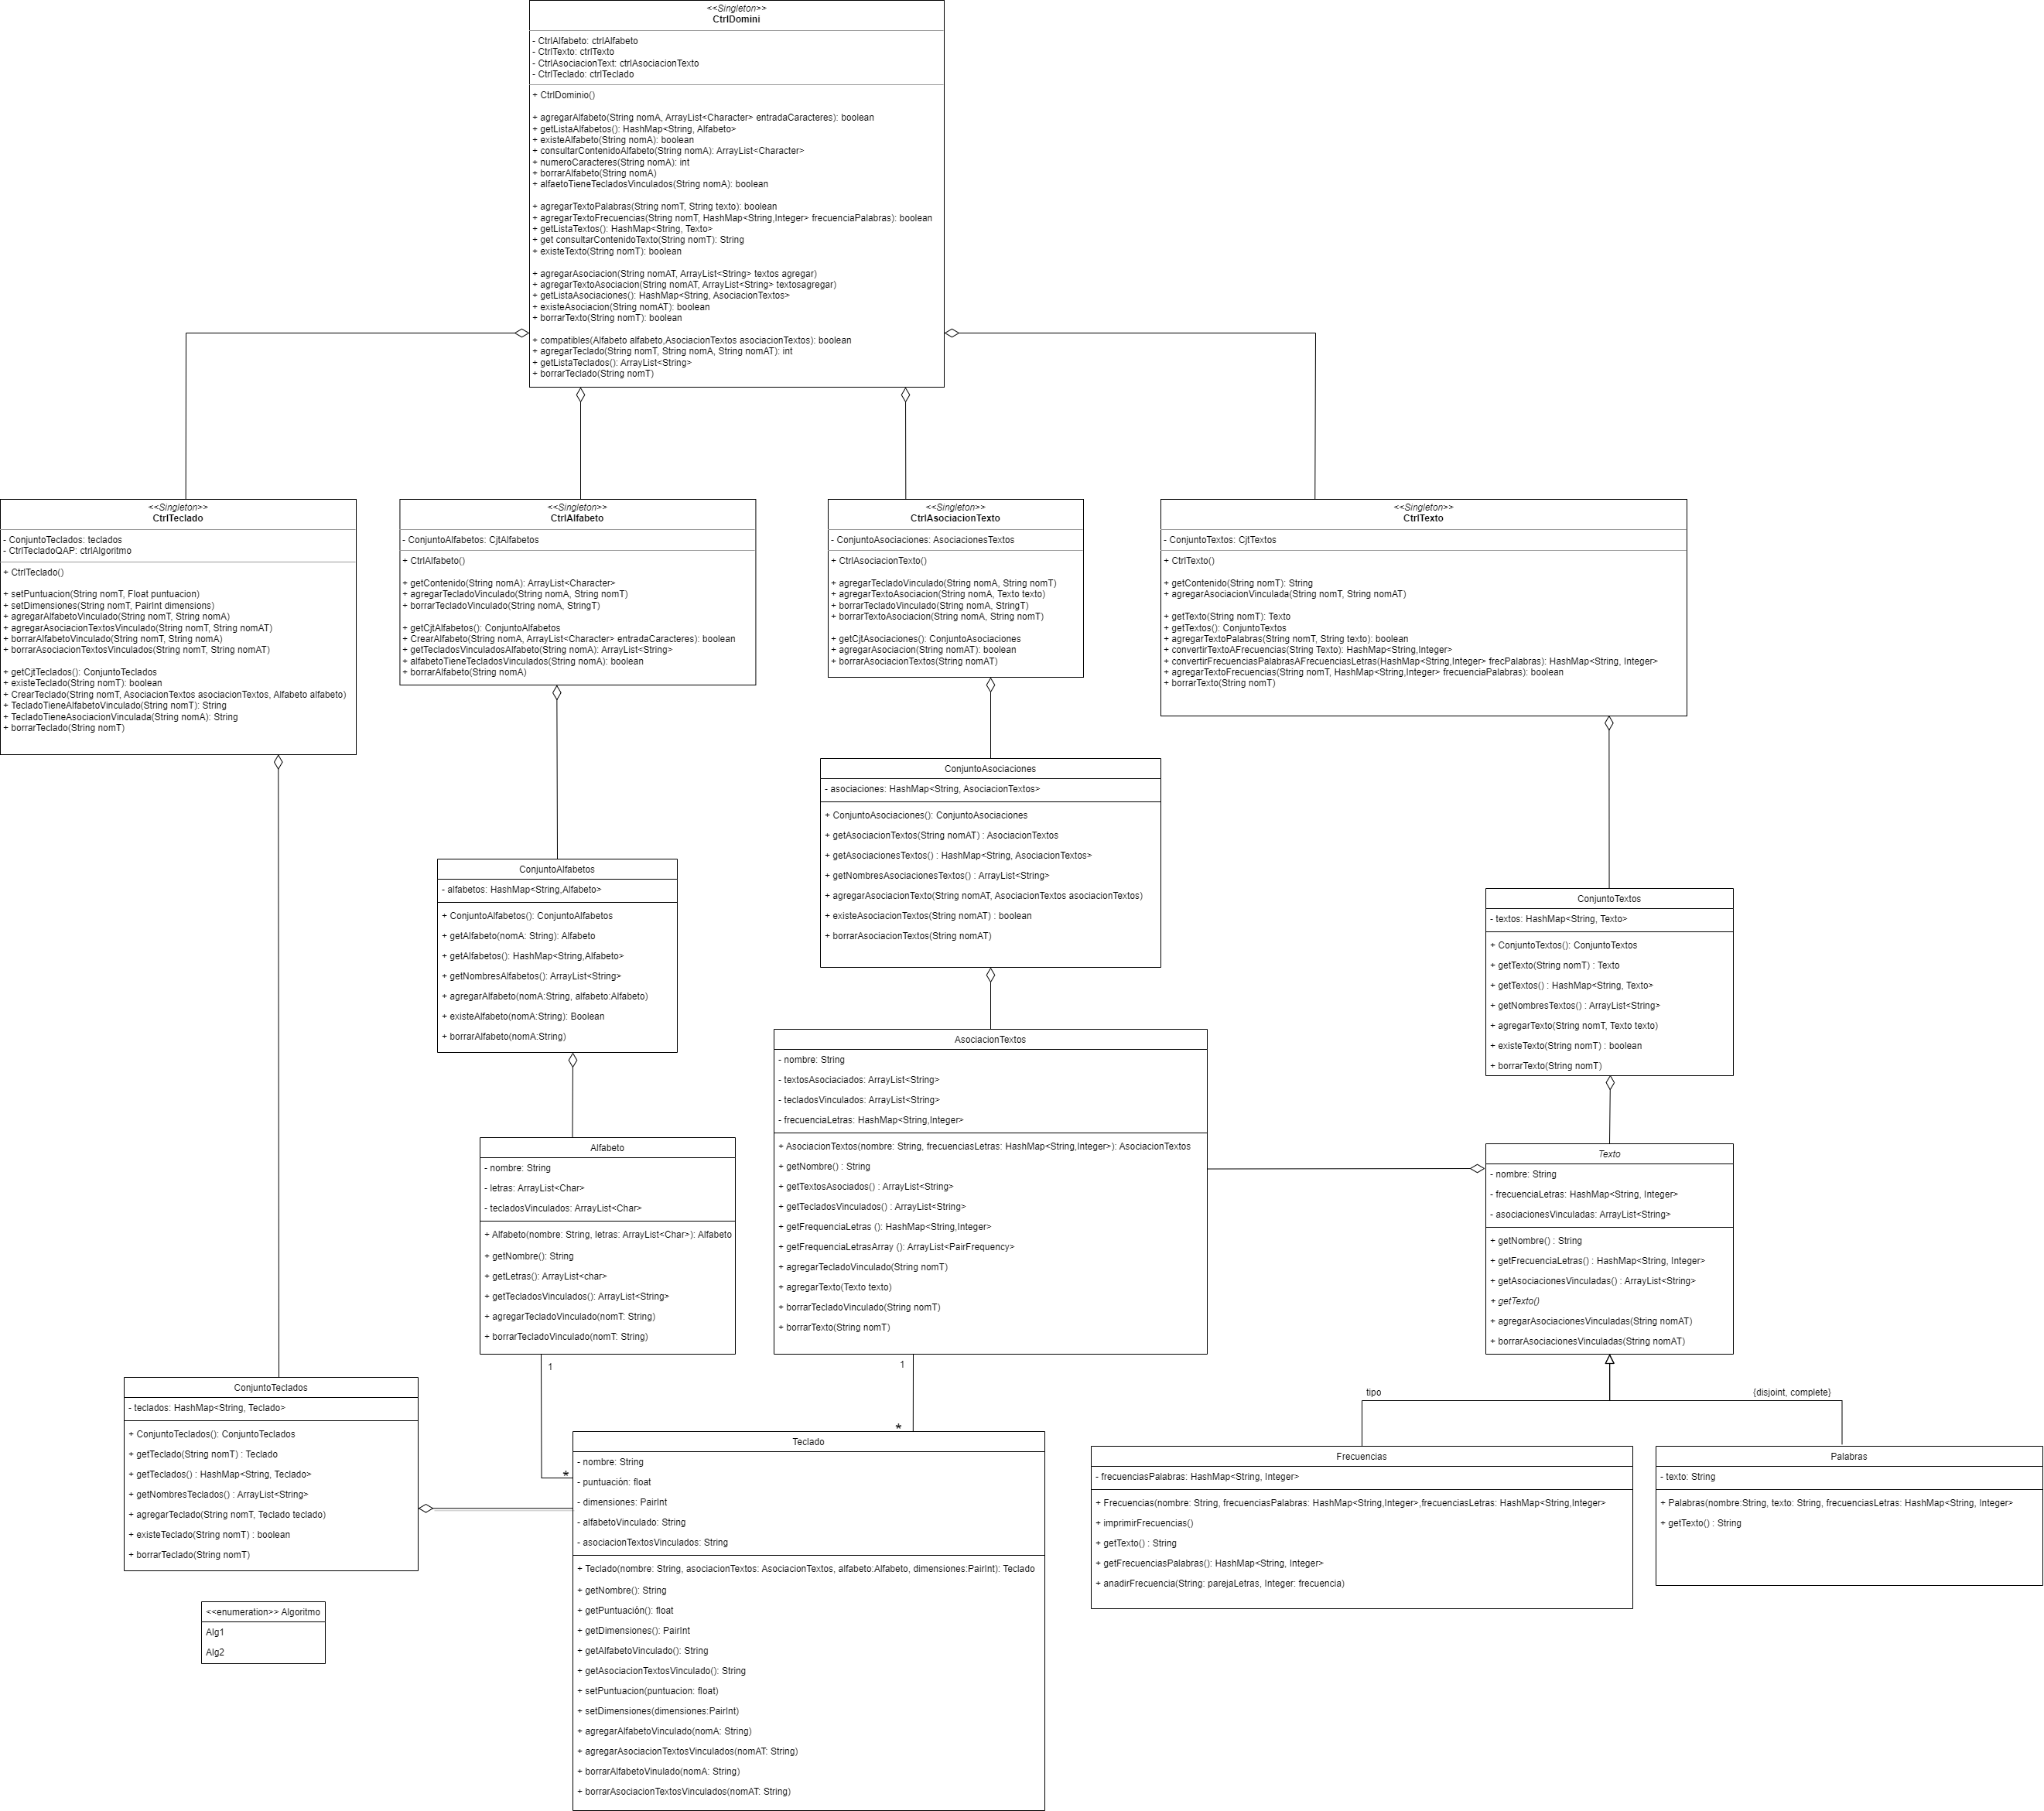 <<Singleton>>
CtrlDomini
- CtrlAlfabeto: ctrlAlfabeto
- CtrlTexto: ctrlTexto
- CtrlAsociacionText: ctrlAsociacionTexto
- CtrlTeclado: ctrlTeclado
+ CtrlDominio()
+ agregarAlfabeto(String nomA, ArrayList<Character> entradaCaracteres): boolean
+ getListaAlfabetos(): HashMap<String, Alfabeto>
+ existeAlfabeto(String nomA): boolean
+ consultarContenidoAlfabeto(String nomA): ArrayList<Character>
+ numeroCaracteres(String nomA): int
+ borrarAlfabeto(String nomA)
+ alfaetoTieneTecladosVinculados(String nomA): boolean
+ agregarTextoPalabras(String nomT, String texto): boolean
+ agregarTextoFrecuencias(String nomT, HashMap<String,Integer> frecuenciaPalabras): boolean
+ getListaTextos(): HashMap<String, Texto>
+ get consultarContenidoTexto(String nomT): String
+ existeTexto(String nomT): boolean
+ agregarAsociacion(String nomAT, ArrayList<String> textos agregar)
+ agregarTextoAsociacion(String nomAT, ArrayList<String> textosagregar)
+ getListaAsociaciones(): HashMap<String, AsociacionTextos>
+ existeAsociacion(String nomAT): boolean
+ borrarTexto(String nomT): boolean
+ compatibles(Alfabeto alfabeto,AsociacionTextos asociacionTextos): boolean
+ agregarTeclado(String nomT, String nomA, String nomAT): int
+ getListaTeclados(): ArrayList<String>
+ borrarTeclado(String nomT)
<<Singleton>>
CtrlTeclado
- ConjuntoTeclados: teclados
- CtrlTecladoQAP: ctrlAlgoritmo
+ CtrlTeclado()
+ setPuntuacion(String nomT, Float puntuacion)
+ setDimensiones(String nomT, PairInt dimensions)
+ agregarAlfabetoVinculado(String nomT, String nomA)
+ agregarAsociacionTextosVinculado(String nomT, String nomAT)
+ borrarAlfabetoVinculado(String nomT, String nomA)
+ borrarAsociacionTextosVinculados(String nomT, String nomAT)
+ getCjtTeclados(): ConjuntoTeclados
+ existeTeclado(String nomT): boolean
+ CrearTeclado(String nomT, AsociacionTextos asociacionTextos, Alfabeto alfabeto)
+ TecladoTieneAlfabetoVinculado(String nomT): String
+ TecladoTieneAsociacionVinculada(String nomA): String
+ borrarTeclado(String nomT)
<<Singleton>>
CtrlAlfabeto
- ConjuntoAlfabetos: CjtAlfabetos
+ CtrlAlfabeto()
+ getContenido(String nomA): ArrayList<Character>
+ agregarTecladoVinculado(String nomA, String nomT)
+ borrarTecladoVinculado(String nomA, StringT)
+ getCjtAlfabetos(): ConjuntoAlfabetos
+ CrearAlfabeto(String nomA, ArrayList<Character> entradaCaracteres): boolean
+ getTecladosVinculadosAlfabeto(String nomA): ArrayList<String>
+ alfabetoTieneTecladosVinculados(String nomA): boolean
+ borrarAlfabeto(String nomA)
<<Singleton>>
CtrlAsociacionTexto
- ConjuntoAsociaciones: AsociacionesTextos
+ CtrlAsociacionTexto()
+ agregarTecladoVinculado(String nomA, String nomT)
+ agregarTextoAsociacion(String nomA, Texto texto)
+ borrarTecladoVinculado(String nomA, StringT)
+ borrarTextoAsociacion(String nomA, String nomT)
+ getCjtAsociaciones(): ConjuntoAsociaciones
+ agregarAsociacion(String nomAT): boolean
+ borrarAsociacionTextos(String nomAT)
<<Singleton>>
CtrlTexto
- ConjuntoTextos: CjtTextos
+ CtrlTexto()
+ getContenido(String nomT): String
+ agregarAsociacionVinculada(String nomT, String nomAT)
+ getTexto(String nomT): Texto
+ getTextos(): ConjuntoTextos
+ agregarTextoPalabras(String nomT, String texto): boolean
+ convertirTextoAFrecuencias(String Texto): HashMap<String,Integer>
+ convertirFrecuenciasPalabrasAFrecuenciasLetras(HashMap<String,Integer> frecPalabras): HashMap<String, Integer>
+ agregarTextoFrecuencias(String nomT, HashMap<String,Integer> frecuenciaPalabras): boolean
+ borrarTexto(String nomT)
ConjuntoAsociaciones
- asociaciones: HashMap<String, AsociacionTextos>
+ ConjuntoAsociaciones(): ConjuntoAsociaciones
+ getAsociacionTextos(String nomAT) : AsociacionTextos
+ getAsociacionesTextos() : HashMap<String, AsociacionTextos>
+ getNombresAsociacionesTextos() : ArrayList<String>
+ agregarAsociacionTexto(String nomAT, AsociacionTextos asociacionTextos)
+ existeAsociacionTextos(String nomAT) : boolean
+ borrarAsociacionTextos(String nomAT)
ConjuntoAlfabetos
- alfabetos: HashMap<String,Alfabeto>
+ ConjuntoAlfabetos(): ConjuntoAlfabetos
+ getAlfabeto(nomA: String): Alfabeto
+ getAlfabetos(): HashMap<String,Alfabeto>
+ getNombresAlfabetos(): ArrayList<String>
+ agregarAlfabeto(nomA:String, alfabeto:Alfabeto)
+ existeAlfabeto(nomA:String): Boolean
+ borrarAlfabeto(nomA:String)
ConjuntoTextos
- textos: HashMap<String, Texto>
+ ConjuntoTextos(): ConjuntoTextos
+ getTexto(String nomT) : Texto
+ getTextos() : HashMap<String, Texto>
+ getNombresTextos() : ArrayList<String>
+ agregarTexto(String nomT, Texto texto)
+ existeTexto(String nomT) : boolean
+ borrarTexto(String nomT)
AsociacionTextos
- nombre: String
- textosAsociaciados: ArrayList<String>
- tecladosVinculados: ArrayList<String>
- frecuenciaLetras: HashMap<String,Integer>
+ AsociacionTextos(nombre: String, frecuenciasLetras: HashMap<String,Integer>): AsociacionTextos
+ getNombre() : String
+ getTextosAsociados() : ArrayList<String>
+ getTecladosVinculados() : ArrayList<String>
+ getFrequenciaLetras (): HashMap<String,Integer>
+ getFrequenciaLetrasArray (): ArrayList<PairFrequency>
+ agregarTecladoVinculado(String nomT)
+ agregarTexto(Texto texto)
+ borrarTecladoVinculado(String nomT)
+ borrarTexto(String nomT)
Alfabeto
- nombre: String
- letras: ArrayList<Char>
- tecladosVinculados: ArrayList<Char>
+ Alfabeto(nombre: String, letras: ArrayList<Char>): Alfabeto
+ getNombre(): String
+ getLetras(): ArrayList<char>
+ getTecladosVinculados(): ArrayList<String>
+ agregarTecladoVinculado(nomT: String)
+ borrarTecladoVinculado(nomT: String)
Texto
- nombre: String
- frecuenciaLetras: HashMap<String, Integer>
- asociacionesVinculadas: ArrayList<String>
+ getNombre() : String
+ getFrecuenciaLetras() : HashMap<String, Integer>
+ getAsociacionesVinculadas() : ArrayList<String>
+ getTexto()
+ agregarAsociacionesVinculadas(String nomAT)
+ borrarAsociacionesVinculadas(String nomAT)
1
1
*
*
tipo
{disjoint, complete}
ConjuntoTeclados
- teclados: HashMap<String, Teclado>
+ ConjuntoTeclados(): ConjuntoTeclados
+ getTeclado(String nomT) : Teclado
+ getTeclados() : HashMap<String, Teclado>
+ getNombresTeclados() : ArrayList<String>
+ agregarTeclado(String nomT, Teclado teclado)
+ existeTeclado(String nomT) : boolean
+ borrarTeclado(String nomT)
Teclado
- nombre: String
- puntuación: float
- dimensiones: PairInt
- alfabetoVinculado: String
- asociacionTextosVinculados: String
+ Teclado(nombre: String, asociacionTextos: AsociacionTextos, alfabeto:Alfabeto, dimensiones:PairInt): Teclado
+ getNombre(): String
+ getPuntuación(): float
+ getDimensiones(): PairInt
+ getAlfabetoVinculado(): String
+ getAsociacionTextosVinculado(): String
+ setPuntuacion(puntuacion: float)
+ setDimensiones(dimensiones:PairInt)
+ agregarAlfabetoVinculado(nomA: String)
+ agregarAsociacionTextosVinculados(nomAT: String)
+ borrarAlfabetoVinulado(nomA: String)
+ borrarAsociacionTextosVinculados(nomAT: String)
Frecuencias
- frecuenciasPalabras: HashMap<String, Integer>
+ Frecuencias(nombre: String, frecuenciasPalabras: HashMap<String,Integer>,frecuenciasLetras: HashMap<String,Integer>
+ imprimirFrecuencias()
+ getTexto() : String
+ getFrecuenciasPalabras(): HashMap<String, Integer>
+ anadirFrecuencia(String: parejaLetras, Integer: frecuencia)
Palabras
- texto: String
+ Palabras(nombre:String, texto: String, frecuenciasLetras: HashMap<String, Integer>
+ getTexto() : String
<<enumeration>> Algoritmo
Alg1
Alg2